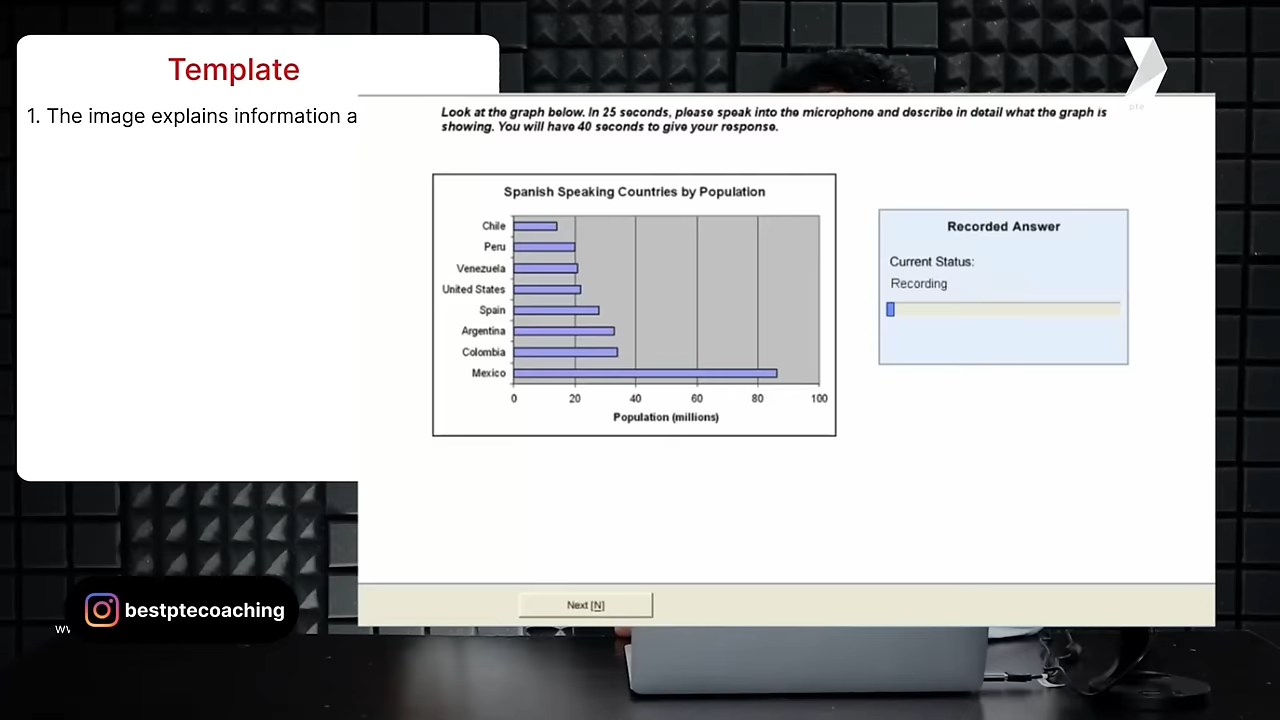 Template
1. The image explains information a
pte
Look at the graph below. In 25 seconds, please speak into the microphone and describe in detail what the graph is
showing. You will have 40 seconds to give your response.
Spanish Speaking Countries by Population
Chile
Peru
Venezuela
United States
Spain
Argentina
Colombia
Mexico
0 20 40 60 80 100
Population (millions)
Recorded Answer
Current Status:
Recording
Next [N]
bestptecoaching